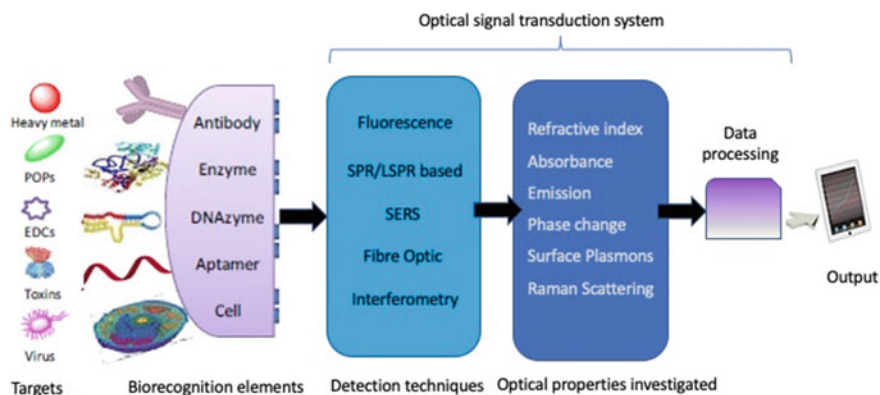 Optical signal transduction system
Heavy metal
POPs
EDCs
Toxins
Virus
Targets
Antibody
Enzyme
DNAzyme
Aptamer
Cell
Biorecognition elements
Fluorescence
SPR/LSPR based
SERS
Fibre Optic
Interferometry
Detection techniques
Refractive index
Absorbance
Emission
Phase change
Surface Plasmons
Raman Scattering
Optical properties investigated
Data
processing
Output